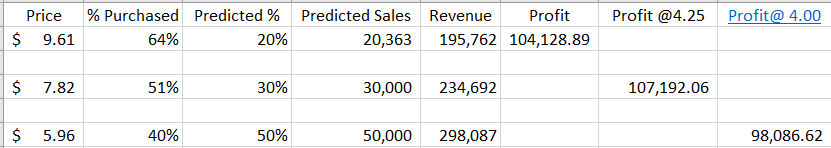 Price % Purchased Predicted % Predicted Sales Revenue Profit Profit @4.25 Profit@ 4.00
$ 9.61 64% 20% 20,363 195,762 104,128.89
$ 7.82 51% 30% 30,000 234,692 107,192.06
$ 5.96 40% 50% 50,000 298,087 98,086.62